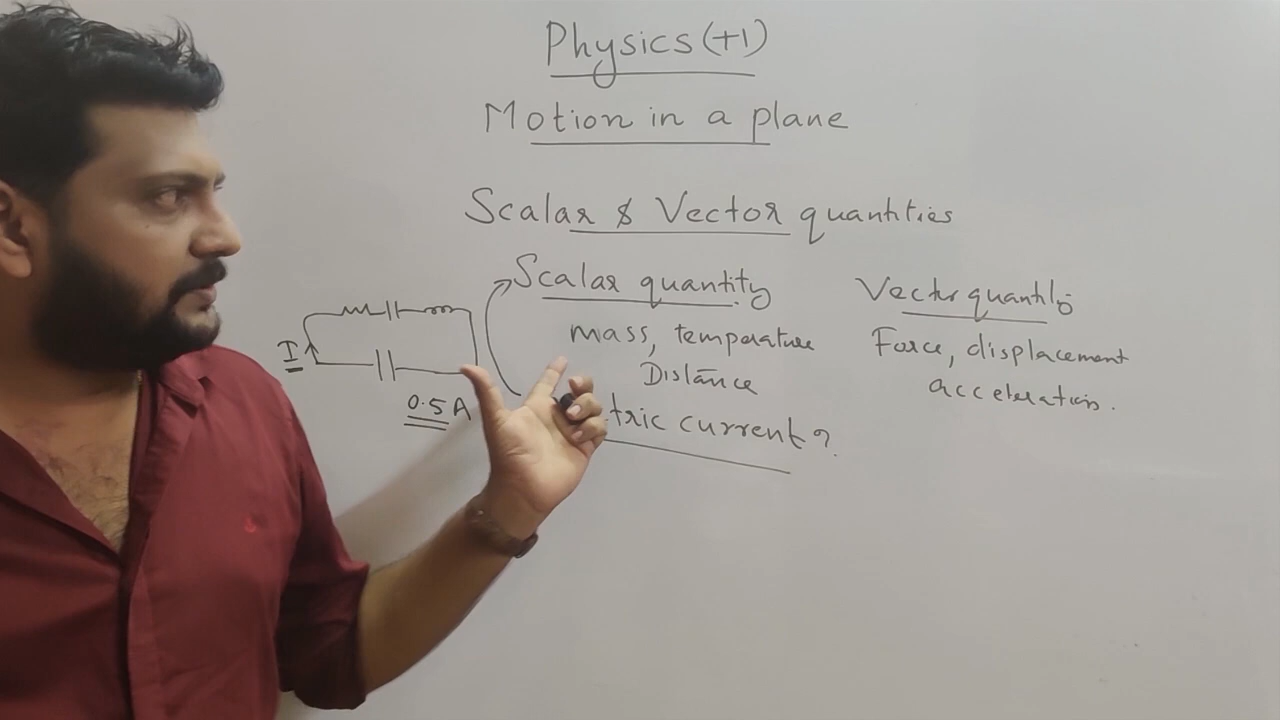 Physics (+1)
Motion in a plane
Scalar & Vector quantities
Scalar quantity
mass, temperature
Distance
tric current?
I
0.5 A
Vector quantity
Force, displacement
acceleration.